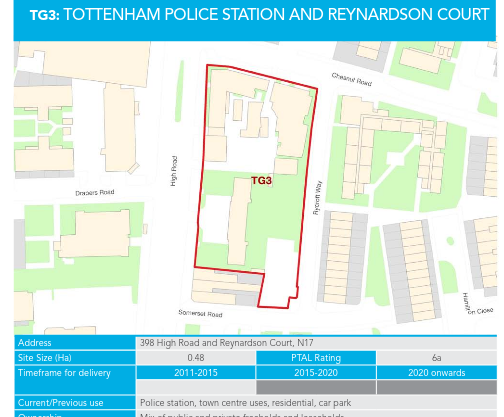 TG3: TOTTENHAM POLICE STATION AND REYNARDSON COURT
Chesnut Road
High Road
TG3
Rycroft Way
Drapers Road
Somerset Road
Hamilton Close
Address 398 High Road and Reynardson Court, N17
Site Size (Ha) 0.48 PTAL Rating 6a
Timeframe for delivery 2011-2015 2015-2020 2020 onwards
Current/Previous use Police station, town centre uses, residential, car park
Ownership Mix of public and private freeholds and leaseholds